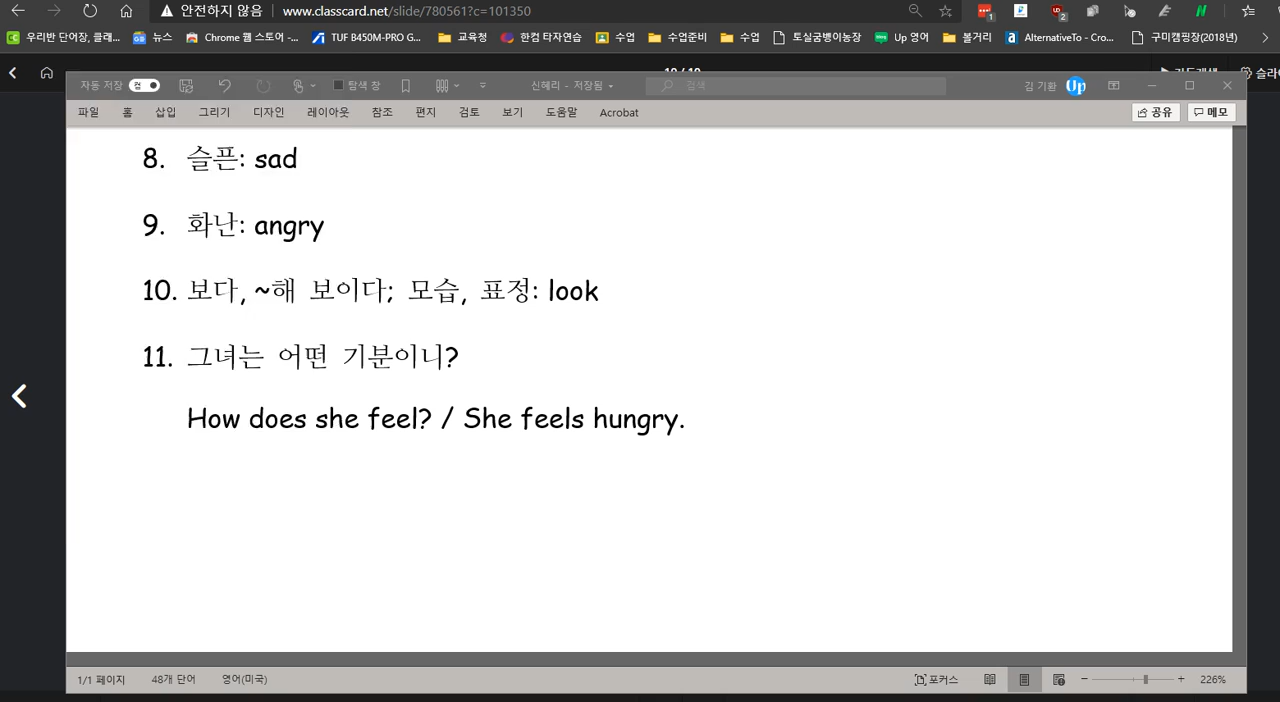 안전하지 않음 www.classcard.net/slide/780561?c=101350
우리반 단어장, 클래... 뉴스 Chrome 웹 스토어 -... TUF B450M-PRO G... 교육청 한컴 타자연습 수업 수업준비 수업 토실굼벵이농장 Up 영어 볼거리 AlternativeTo - Cro... 구미캠핑장(2018년)
자동 저장 탐색 창 신혜리 - 저장됨 검색 김 기환 Up
파일 홈 삽입 그리기 디자인 레이아웃 참조 편지 검토 보기 도움말 Acrobat 공유 메모
8. 슬픈: sad
9. 화난: angry
10. 보다, ~해 보이다; 모습, 표정: look
11. 그녀는 어떤 기분이니?
How does she feel? / She feels hungry.
1/1 페이지 48개 단어 영어(미국) 포커스 226%